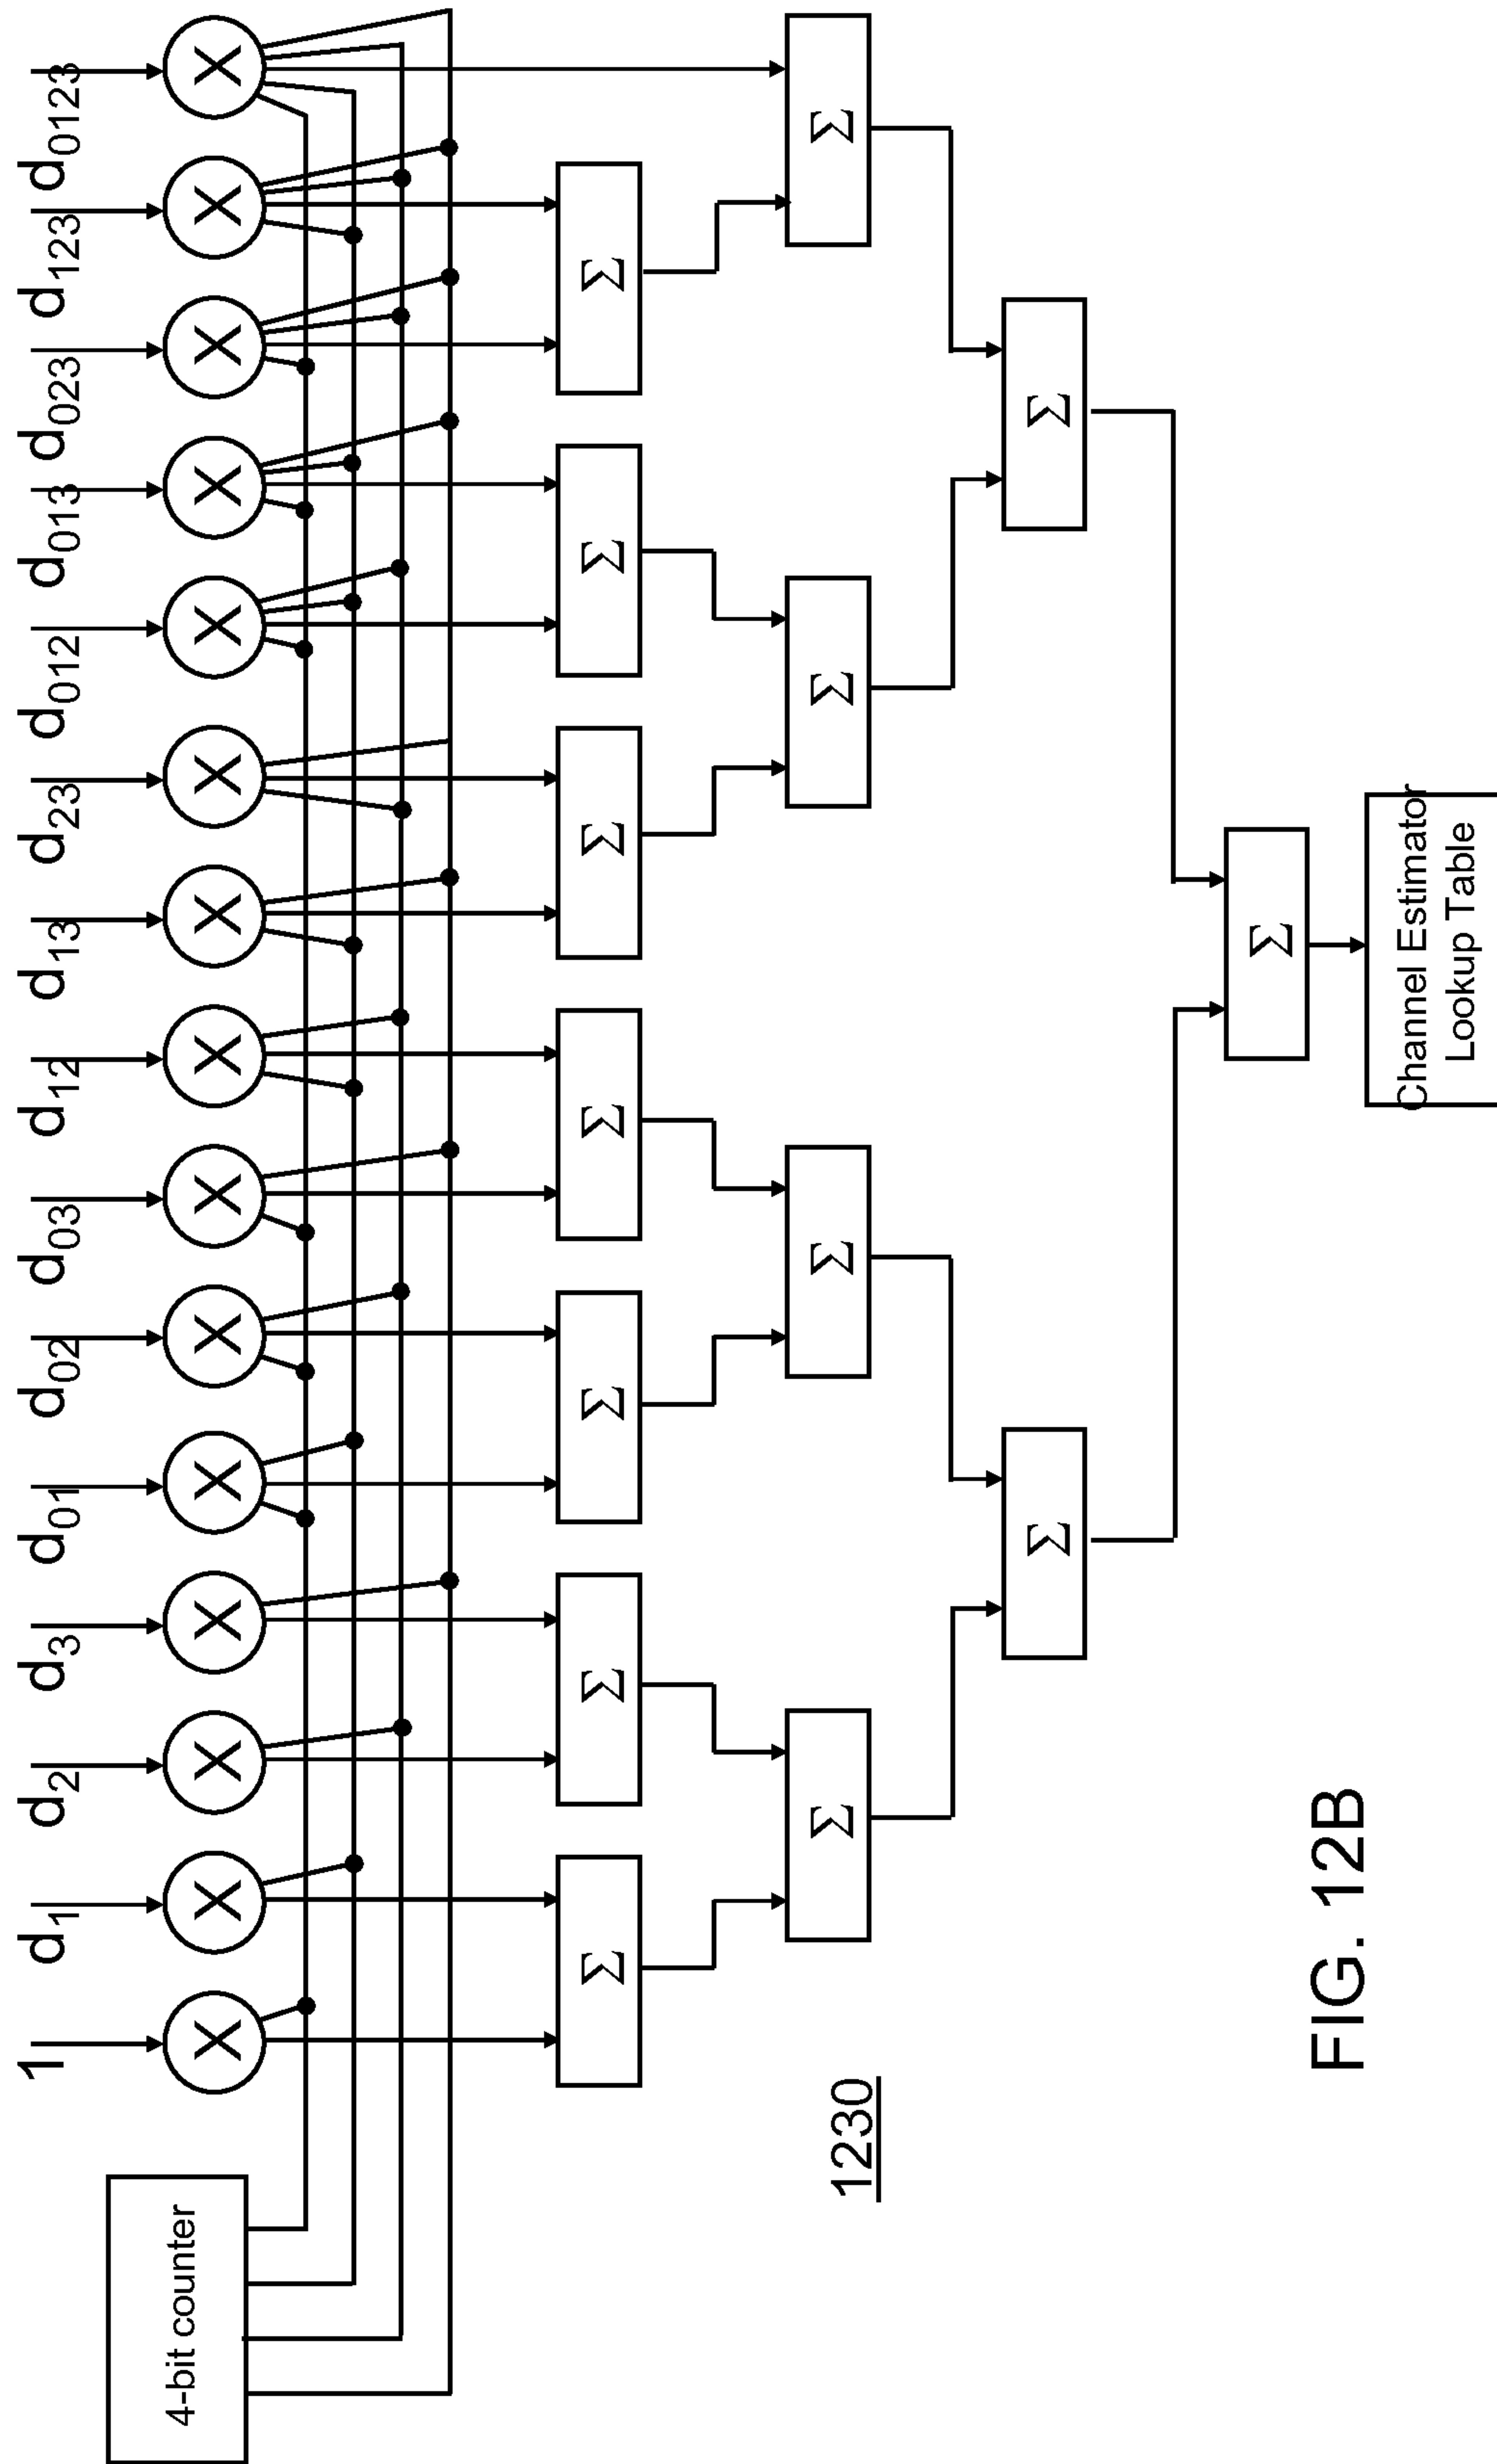 1 d₁ d₂ d₃ d₀₁ d₀₂ d₀₃ d₁₂ d₁₃ d₂₃ d₀₁₂ d₀₁₃ d₀₂₃ d₁₂₃ d₀₁₂₃
4-bit counter
X X X X X X X X X X X X X X X
Σ Σ Σ Σ Σ Σ Σ
1230
Σ Σ Σ Σ
Σ Σ
Σ
FIG. 12B
Channel Estimator
Lookup Table